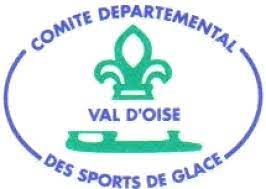 COMITE DEPARTEMENTAL
VAL D'OISE
DES SPORTS DE GLACE